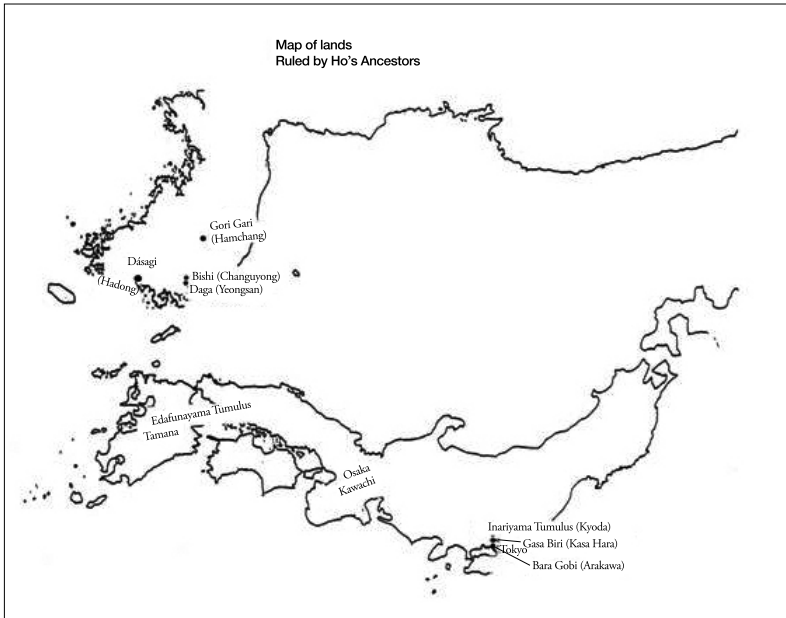 Map of lands
Ruled by Ho's Ancestors
Gori Gari
(Hamchang)
Dásagi
(Hadong)
Bishi (Changuyong)
Daga (Yeongsan)
Edafunayama Tumulus
Tamana
Osaka
Kawachi
Inariyama Tumulus (Kyoda)
Gasa Biri (Kasa Hara)
Tokyo
Bara Gobi (Arakawa)